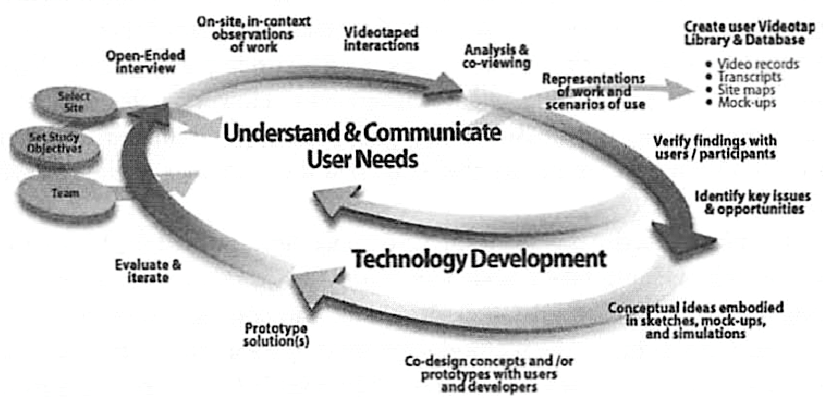 On-site, in-context
observations
of work
Videotaped
interactions
Open-Ended
interview
Analysis &
co-viewing
Create user Videotap
Library & Database
• Video records
• Transcripts
• Site maps
• Mock-ups
Representations
of work and
scenarios of use
Select
Site
Set Study
Objectives
Team
Understand & Communicate
User Needs
Verify findings with
users / participants
Identify key issues
& opportunities
Technology Development
Evaluate &
iterate
Prototype
solution(s)
Conceptual ideas embodied
in sketches, mock-ups,
and simulations
Co-design concepts and /or
prototypes with users
and developers